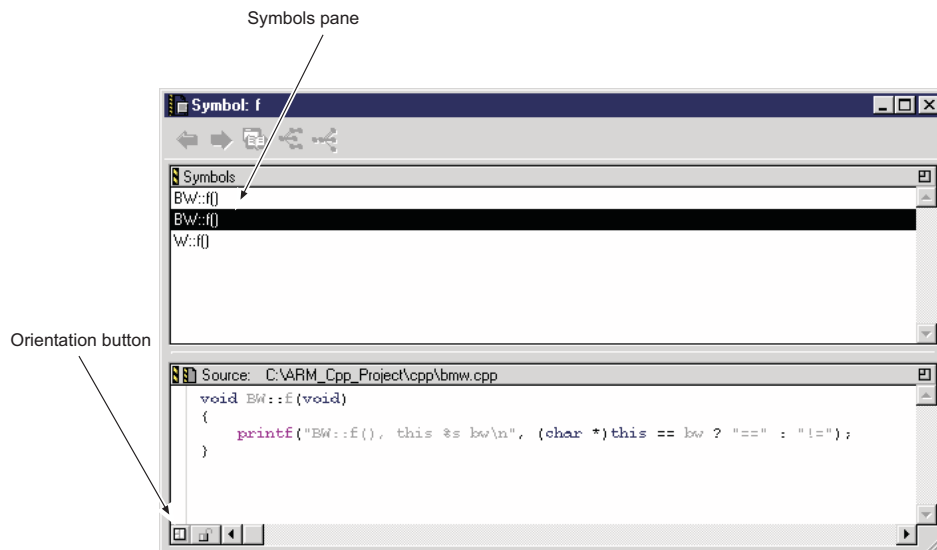 Symbols pane
Symbol: f
Symbols
BW::f()
BW::f()
W::f()
Orientation button
Source: C:\ARM_Cpp_Project\cpp\bmw.cpp
void BW::f(void)
{
printf("BW::f(), this %s bw\n", (char *)this == bw ? "==" : "!=");
}